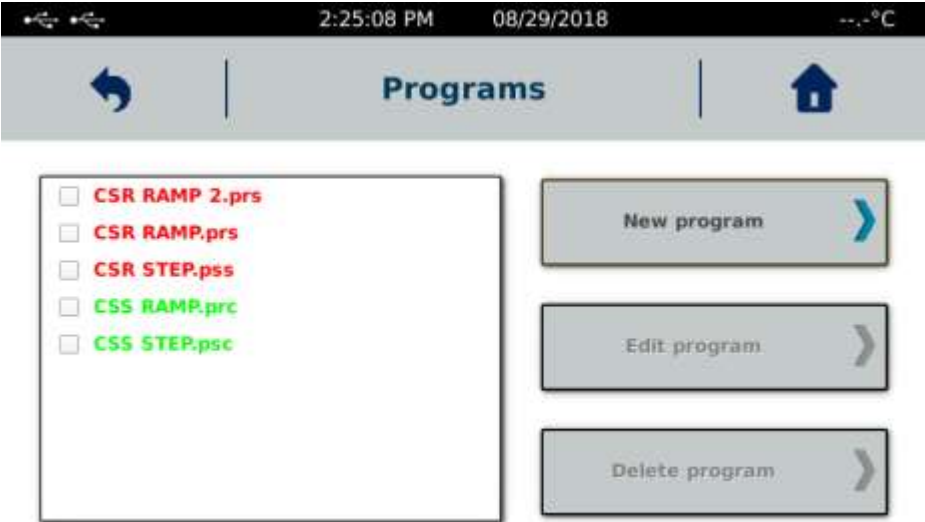 2:25:08 PM 08/29/2018 --.-°C
Programs
CSR RAMP 2.prs
CSR RAMP.prs
CSR STEP.pss
CSS RAMP.prc
CSS STEP.psc
New program
Edit program
Delete program